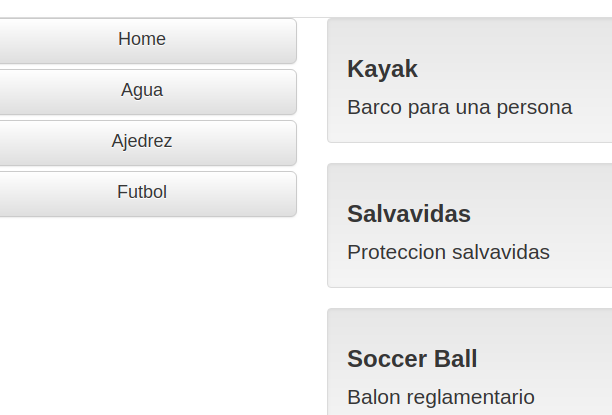 Home
Agua
Ajedrez
Futbol
Kayak
Barco para una persona
Salvavidas
Proteccion salvavidas
Soccer Ball
Balon reglamentario